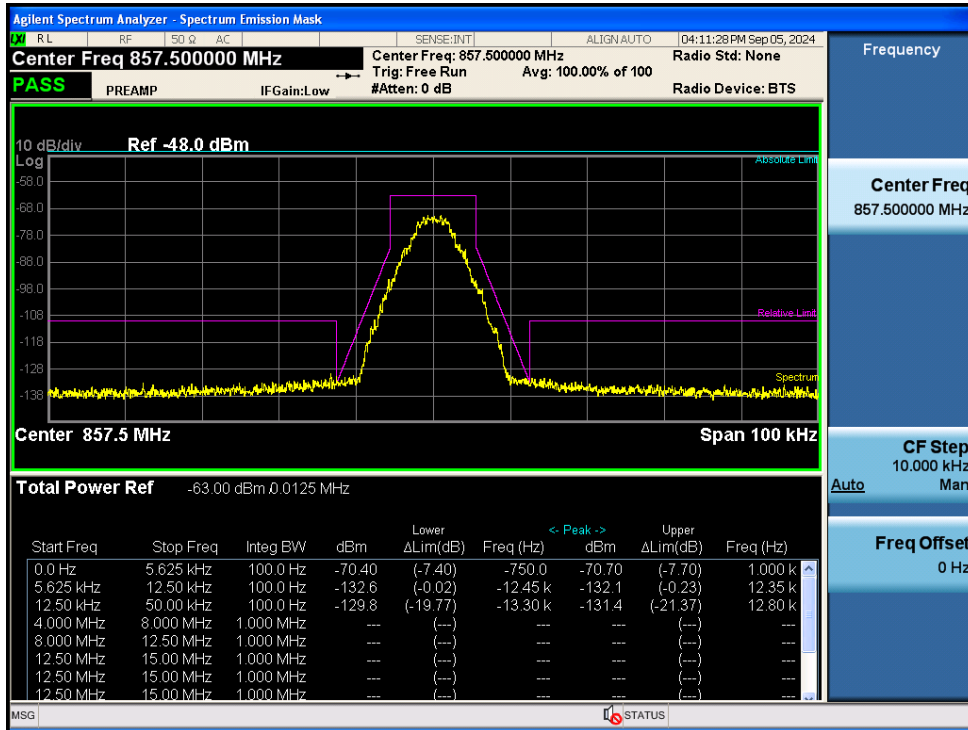 Agilent Spectrum Analyzer - Spectrum Emission Mask
LXI RL RF 50 Ω AC SENSE:INT ALIGN AUTO 04:11:28 PM Sep 05, 2024
Center Freq 857.500000 MHz
Center Freq: 857.500000 MHz Radio Std: None
Trig: Free Run Avg: 100.00% of 100
PASS PREAMP IFGain:Low #Atten: 0 dB Radio Device: BTS
10 dB/div Ref -48.0 dBm
Log
Absolute Limit
-58.0
-68.0
-78.0
-88.0
-98.0
-108
Relative Limit
-118
-128
Spectrum
-138
Center 857.5 MHz Span 100 kHz
Total Power Ref -63.00 dBm / 0.0125 MHz
Lower <- Peak -> Upper
Start Freq Stop Freq Integ BW dBm ΔLim(dB) Freq (Hz) dBm ΔLim(dB) Freq (Hz)
0.0 Hz 5.625 kHz 100.0 Hz -70.40 (-7.40) -750.0 -70.70 (-7.70) 1.000 k
5.625 kHz 12.50 kHz 100.0 Hz -132.6 (-0.02) -12.45 k -132.1 (-0.23) 12.35 k
12.50 kHz 50.00 kHz 100.0 Hz -129.8 (-19.77) -13.30 k -131.4 (-21.37) 12.80 k
4.000 MHz 8.000 MHz 1.000 MHz --- (---) --- --- (---) ---
8.000 MHz 12.50 MHz 1.000 MHz --- (---) --- --- (---) ---
12.50 MHz 15.00 MHz 1.000 MHz --- (---) --- --- (---) ---
12.50 MHz 15.00 MHz 1.000 MHz --- (---) --- --- (---) ---
12.50 MHz 15.00 MHz 1.000 MHz --- (---) --- --- (---) ---
MSG STATUS
Frequency
Center Freq
857.500000 MHz
CF Step
10.000 kHz
Auto Man
Freq Offset
0 Hz